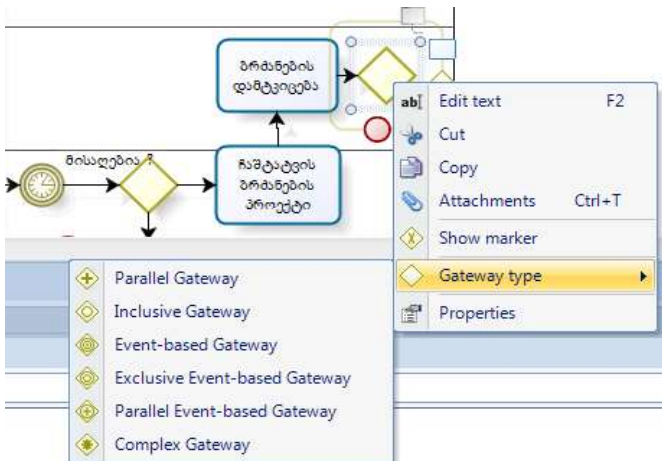 ბრძანების
დამტკიცება
მისაღებია ?
ჩაშტატვის
ბრძანების
პროექტი
Edit text F2
Cut
Copy
Attachments Ctrl+T
Show marker
Gateway type
Properties
Parallel Gateway
Inclusive Gateway
Event-based Gateway
Exclusive Event-based Gateway
Parallel Event-based Gateway
Complex Gateway